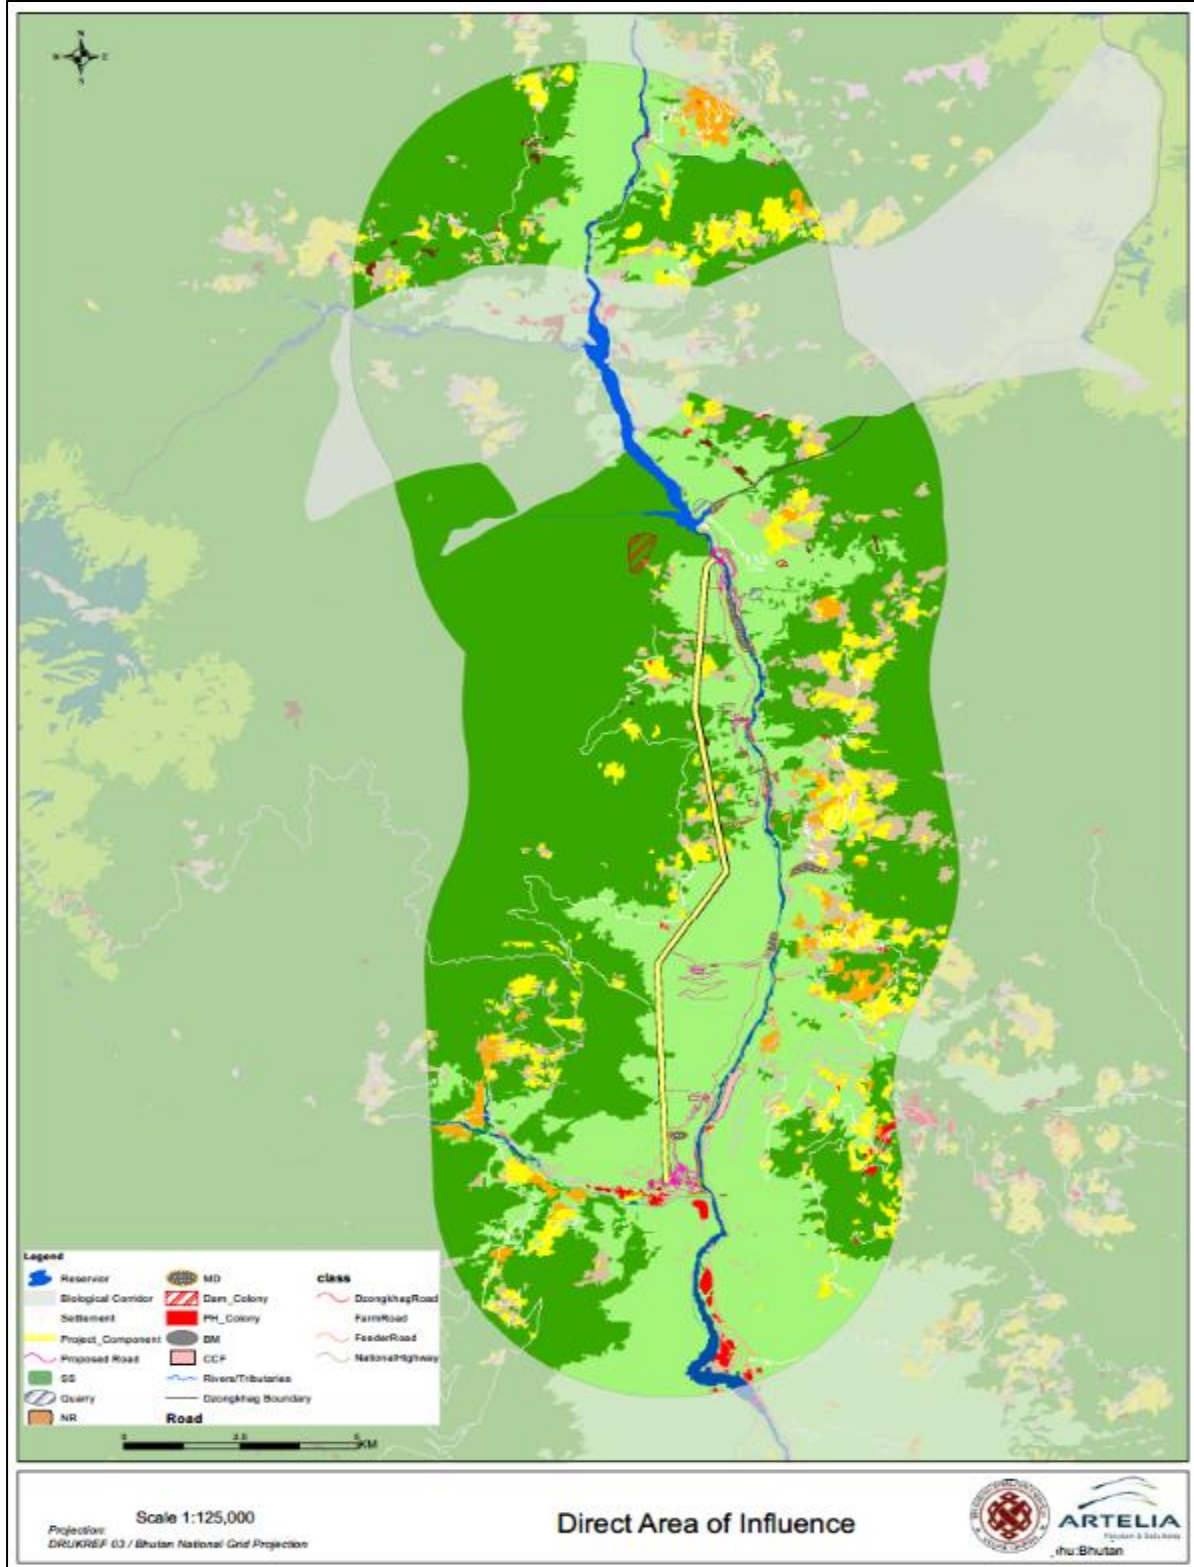 N
S
Legend
Reservoir
Biological Corridor
Settlement
Project_Component
Proposed Road
SS
Quarry
NR
MD
Dam_Colony
PH_Colony
BM
CCF
Rivers/Tributaries
Dzongkhag Boundary
Road
class
DzongkhagRoad
FarmRoad
FeederRoad
NationalHighway
0 2.5 5 KM
Scale 1:125,000
Projection:
DRUKREF 03 / Bhutan National Grid Projection
Direct Area of Influence
ARTELIA
hu:Bhutan